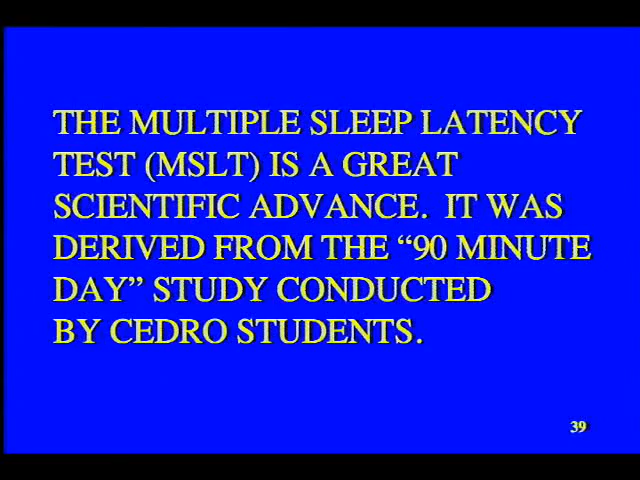 THE MULTIPLE SLEEP LATENCY
TEST (MSLT) IS A GREAT
SCIENTIFIC ADVANCE. IT WAS
DERIVED FROM THE “90 MINUTE
DAY” STUDY CONDUCTED
BY CEDRO STUDENTS.
39